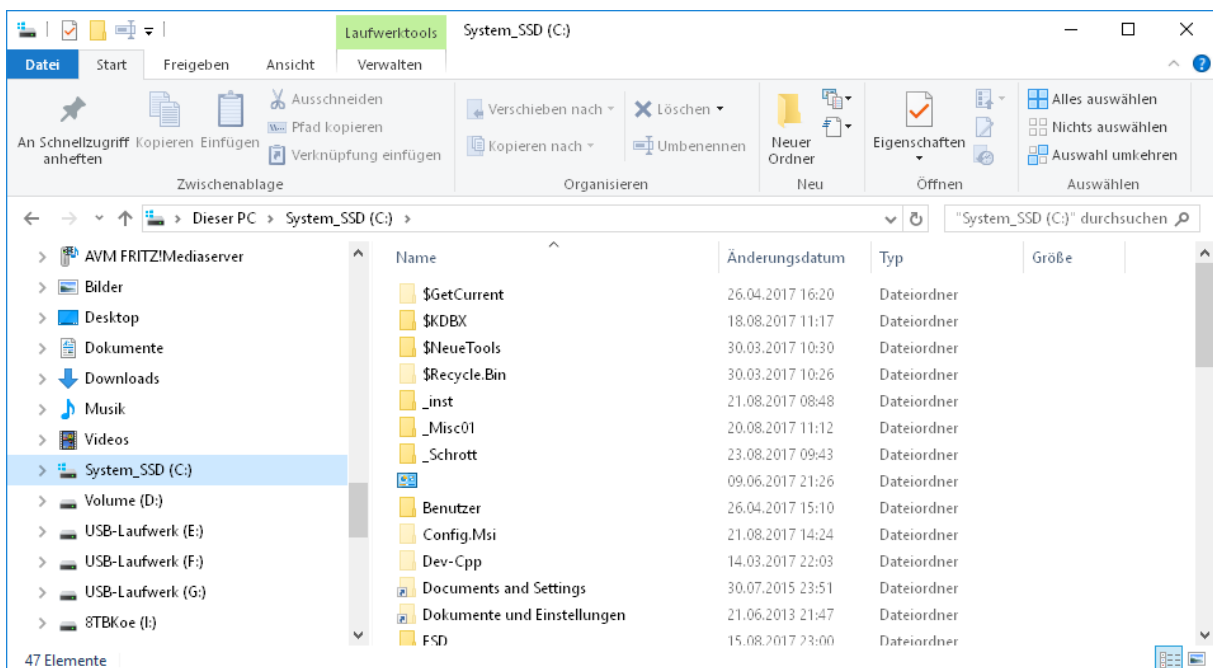 Laufwerktools System_SSD (C:)
Datei Start Freigeben Ansicht Verwalten
An Schnellzugriff anheften
Kopieren
Einfügen
Ausschneiden
Pfad kopieren
Verknüpfung einfügen
Zwischenablage
Verschieben nach
Kopieren nach
Löschen
Umbenennen
Organisieren
Neuer Ordner
Neu
Eigenschaften
Öffnen
Alles auswählen
Nichts auswählen
Auswahl umkehren
Auswählen
Dieser PC > System_SSD (C:) >
"System_SSD (C:)" durchsuchen
AVM FRITZ!Mediaserver
Bilder
Desktop
Dokumente
Downloads
Musik
Videos
System_SSD (C:)
Volume (D:)
USB-Laufwerk (E:)
USB-Laufwerk (F:)
USB-Laufwerk (G:)
8TBKoe (I:)
Name Änderungsdatum Typ Größe
$GetCurrent 26.04.2017 16:20 Dateiordner
$KDBX 18.08.2017 11:17 Dateiordner
$NeueTools 30.03.2017 10:30 Dateiordner
$Recycle.Bin 30.03.2017 10:26 Dateiordner
_inst 21.08.2017 08:48 Dateiordner
_Misc01 20.08.2017 11:12 Dateiordner
_Schrott 23.08.2017 09:43 Dateiordner
09.06.2017 21:26 Dateiordner
Benutzer 26.04.2017 15:10 Dateiordner
Config.Msi 21.08.2017 14:24 Dateiordner
Dev-Cpp 14.03.2017 22:03 Dateiordner
Documents and Settings 30.07.2015 23:51 Dateiordner
Dokumente und Einstellungen 21.06.2013 21:47 Dateiordner
ESD 15.08.2017 23:00 Dateiordner
47 Elemente